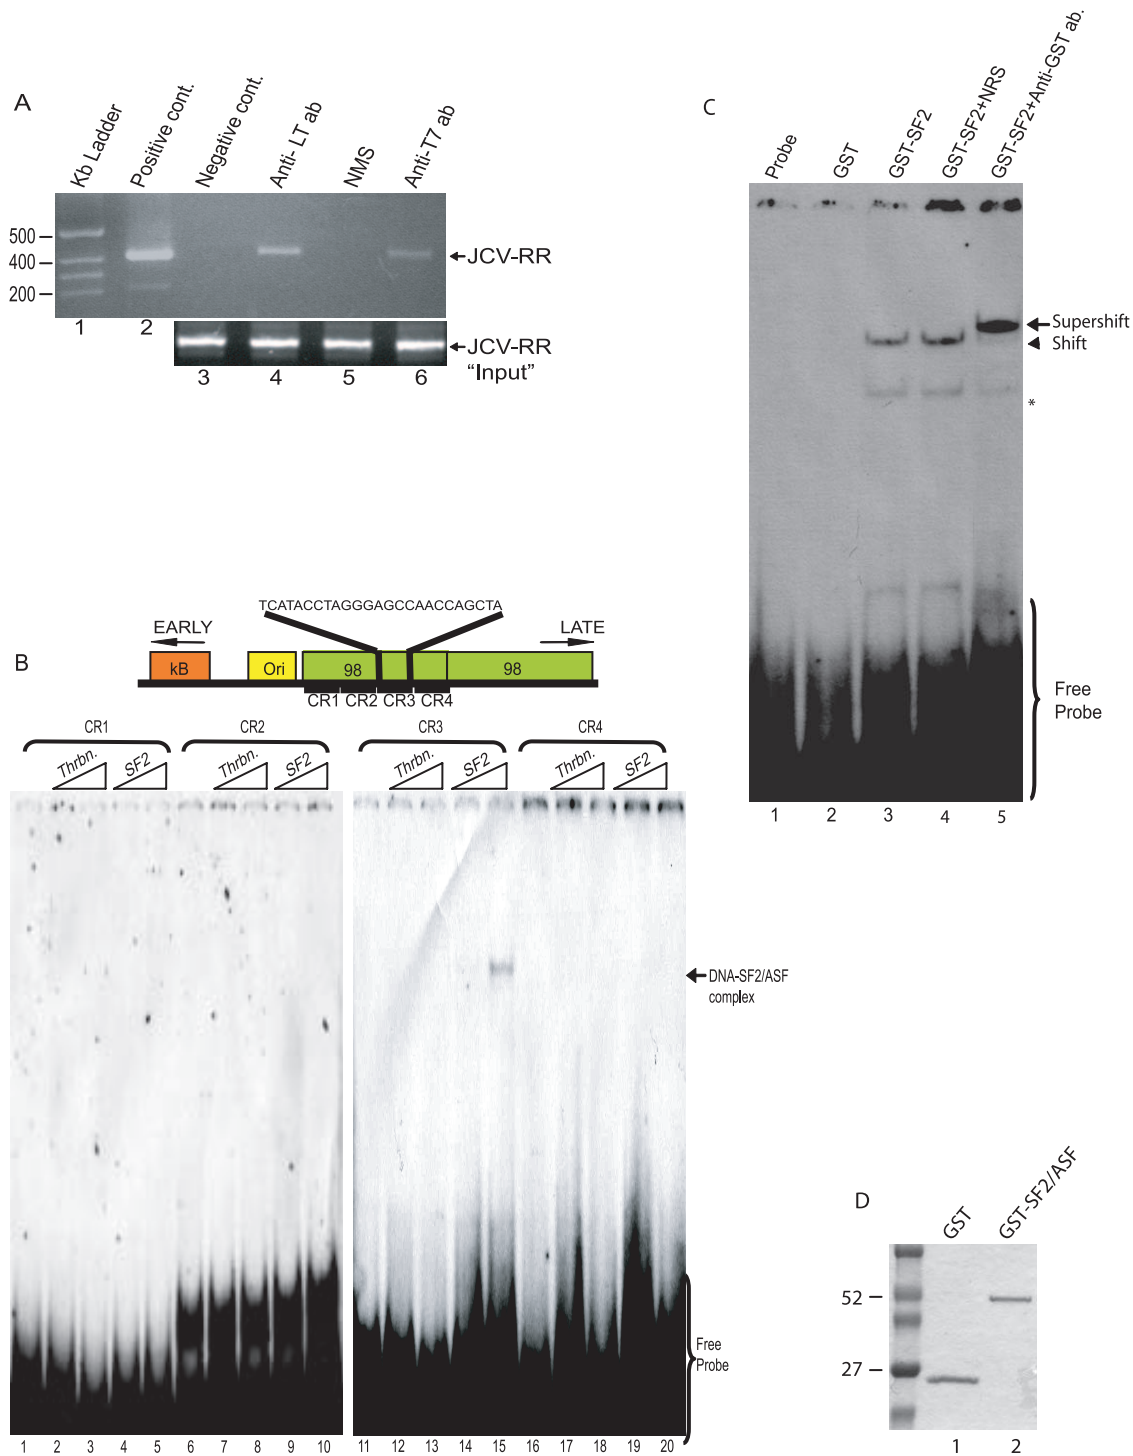 A
Kb Ladder
Positive cont.
Negative cont.
Anti- LT ab
NMS
Anti-T7 ab
500
400
200
JCV-RR
1 2
JCV-RR
"Input"
3 4 5 6
B
TCATACCTAGGGAGCCAACCAGCTA
EARLY
LATE
kB Ori 98 98
CR1 CR2 CR3 CR4
CR1 CR2 CR3 CR4
Thrbn. SF2 Thrbn. SF2 Thrbn. SF2 Thrbn. SF2
DNA-SF2/ASF
complex
Free
Probe
1 2 3 4 5 6 7 8 9 10 11 12 13 14 15 16 17 18 19 20
C
Probe
GST
GST-SF2
GST-SF2+NRS
GST-SF2+Anti-GST ab.
Supershift
Shift
*
Free
Probe
1 2 3 4 5
D
GST
GST-SF2/ASF
52
27
1 2